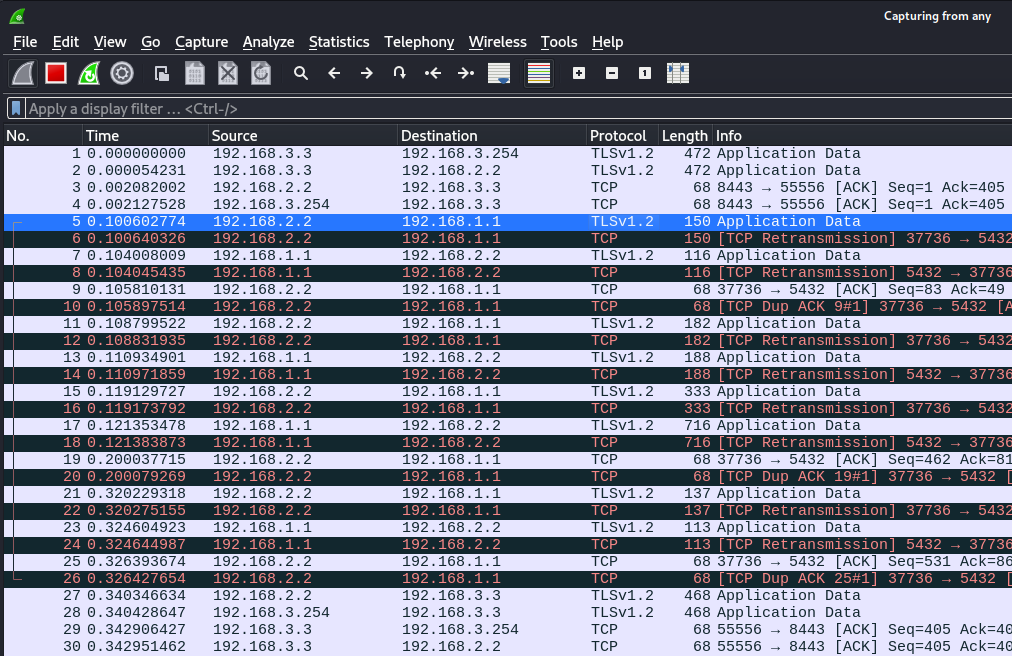 Capturing from any
File Edit View Go Capture Analyze Statistics Telephony Wireless Tools Help
Apply a display filter … <Ctrl-/>
No. Time Source Destination Protocol Length Info
1 0.000000000 192.168.3.3 192.168.3.254 TLSv1.2 472 Application Data
2 0.000054231 192.168.3.3 192.168.2.2 TLSv1.2 472 Application Data
3 0.002082002 192.168.2.2 192.168.3.3 TCP 68 8443 → 55556 [ACK] Seq=1 Ack=405
4 0.002127528 192.168.3.254 192.168.3.3 TCP 68 8443 → 55556 [ACK] Seq=1 Ack=405
5 0.100602774 192.168.2.2 192.168.1.1 TLSv1.2 150 Application Data
6 0.100640326 192.168.2.2 192.168.1.1 TCP 150 [TCP Retransmission] 37736 → 5432
7 0.104008009 192.168.1.1 192.168.2.2 TLSv1.2 116 Application Data
8 0.104045435 192.168.1.1 192.168.2.2 TCP 116 [TCP Retransmission] 5432 → 37736
9 0.105810131 192.168.2.2 192.168.1.1 TCP 68 37736 → 5432 [ACK] Seq=83 Ack=49
10 0.105897514 192.168.2.2 192.168.1.1 TCP 68 [TCP Dup ACK 9#1] 37736 → 5432 [A
11 0.108799522 192.168.2.2 192.168.1.1 TLSv1.2 182 Application Data
12 0.108831935 192.168.2.2 192.168.1.1 TCP 182 [TCP Retransmission] 37736 → 5432
13 0.110934901 192.168.1.1 192.168.2.2 TLSv1.2 188 Application Data
14 0.110971859 192.168.1.1 192.168.2.2 TCP 188 [TCP Retransmission] 5432 → 37736
15 0.119129727 192.168.2.2 192.168.1.1 TLSv1.2 333 Application Data
16 0.119173792 192.168.2.2 192.168.1.1 TCP 333 [TCP Retransmission] 37736 → 5432
17 0.121353478 192.168.1.1 192.168.2.2 TLSv1.2 716 Application Data
18 0.121383873 192.168.1.1 192.168.2.2 TCP 716 [TCP Retransmission] 5432 → 37736
19 0.200037715 192.168.2.2 192.168.1.1 TCP 68 37736 → 5432 [ACK] Seq=462 Ack=81
20 0.200079269 192.168.2.2 192.168.1.1 TCP 68 [TCP Dup ACK 19#1] 37736 → 5432 [
21 0.320229318 192.168.2.2 192.168.1.1 TLSv1.2 137 Application Data
22 0.320275155 192.168.2.2 192.168.1.1 TCP 137 [TCP Retransmission] 37736 → 5432
23 0.324604923 192.168.1.1 192.168.2.2 TLSv1.2 113 Application Data
24 0.324644987 192.168.1.1 192.168.2.2 TCP 113 [TCP Retransmission] 5432 → 37736
25 0.326393674 192.168.2.2 192.168.1.1 TCP 68 37736 → 5432 [ACK] Seq=531 Ack=86
26 0.326427654 192.168.2.2 192.168.1.1 TCP 68 [TCP Dup ACK 25#1] 37736 → 5432 [
27 0.340346634 192.168.2.2 192.168.3.3 TLSv1.2 468 Application Data
28 0.340428647 192.168.3.254 192.168.3.3 TLSv1.2 468 Application Data
29 0.342906427 192.168.3.3 192.168.3.254 TCP 68 55556 → 8443 [ACK] Seq=405 Ack=40
30 0.342951462 192.168.3.3 192.168.2.2 TCP 68 55556 → 8443 [ACK] Seq=405 Ack=40